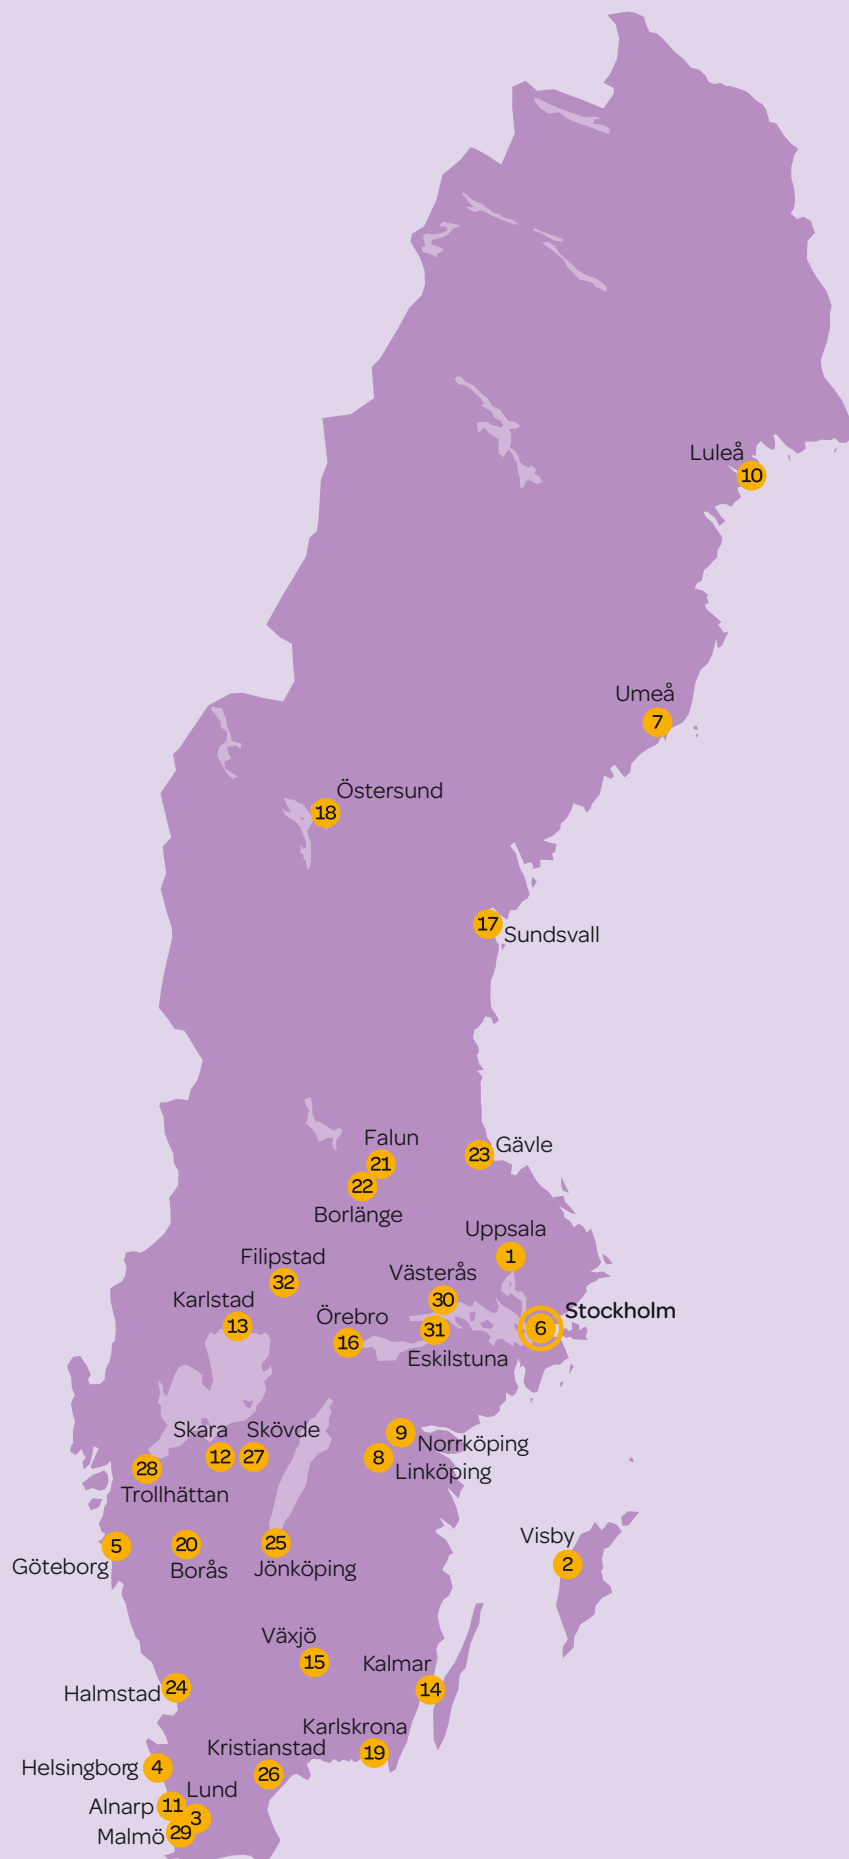 Luleå
10
Umeå
7
Östersund
18
17
Sundsvall
Falun
21
23
Gävle
22
Borlänge
Uppsala
1
Filipstad
32
Västerås
30
Karlstad
13
Örebro
16
31
Eskilstuna
Stockholm
6
Skara
12
Skövde
27
9
Norrköping
8
Linköping
28
Trollhättan
5
Göteborg
20
Borås
25
Jönköping
Visby
2
Växjö
15
Kalmar
14
24
Halmstad
Karlskrona
19
Kristianstad
26
Helsingborg
4
Lund
3
Alnarp
11
Malmö
29